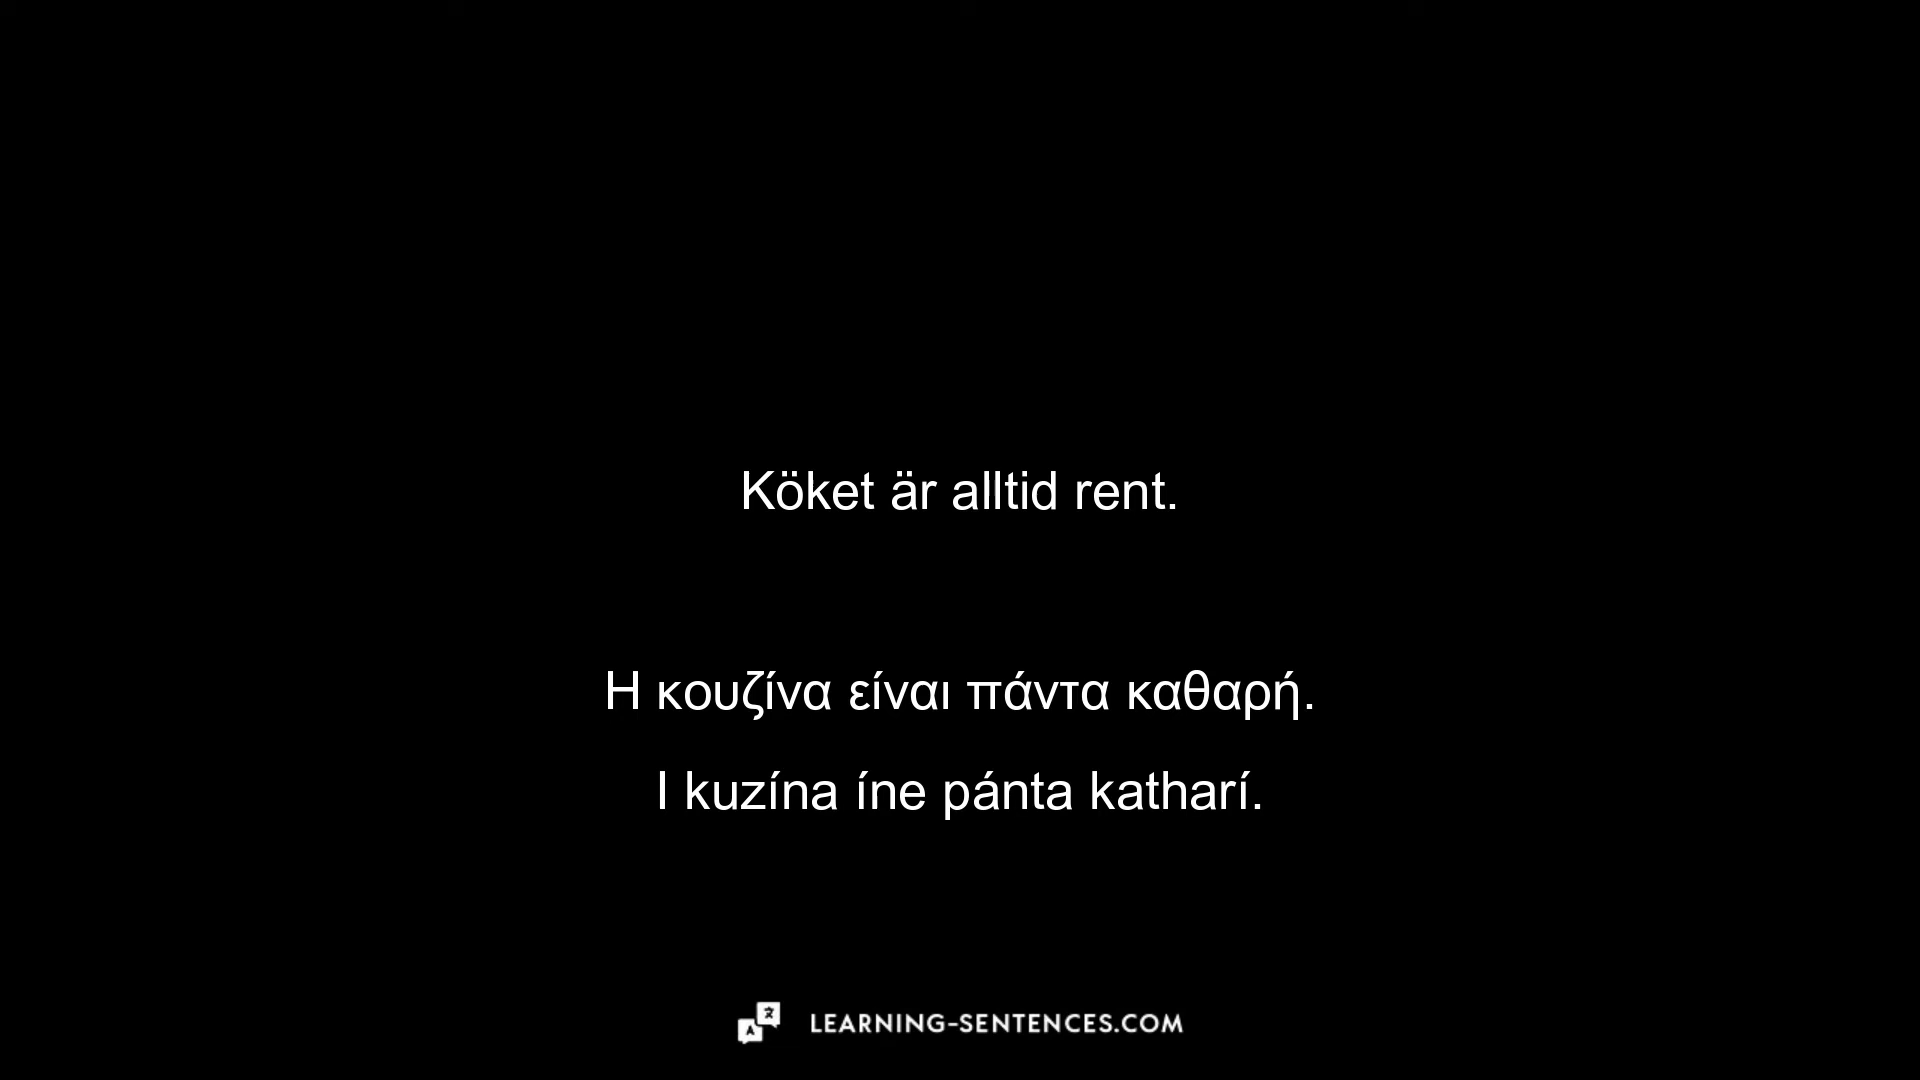 Köket är alltid rent.
Η κουζίνα είναι πάντα καθαρή.
I kuzína íne pánta katharí.
LEARNING-SENTENCES.COM